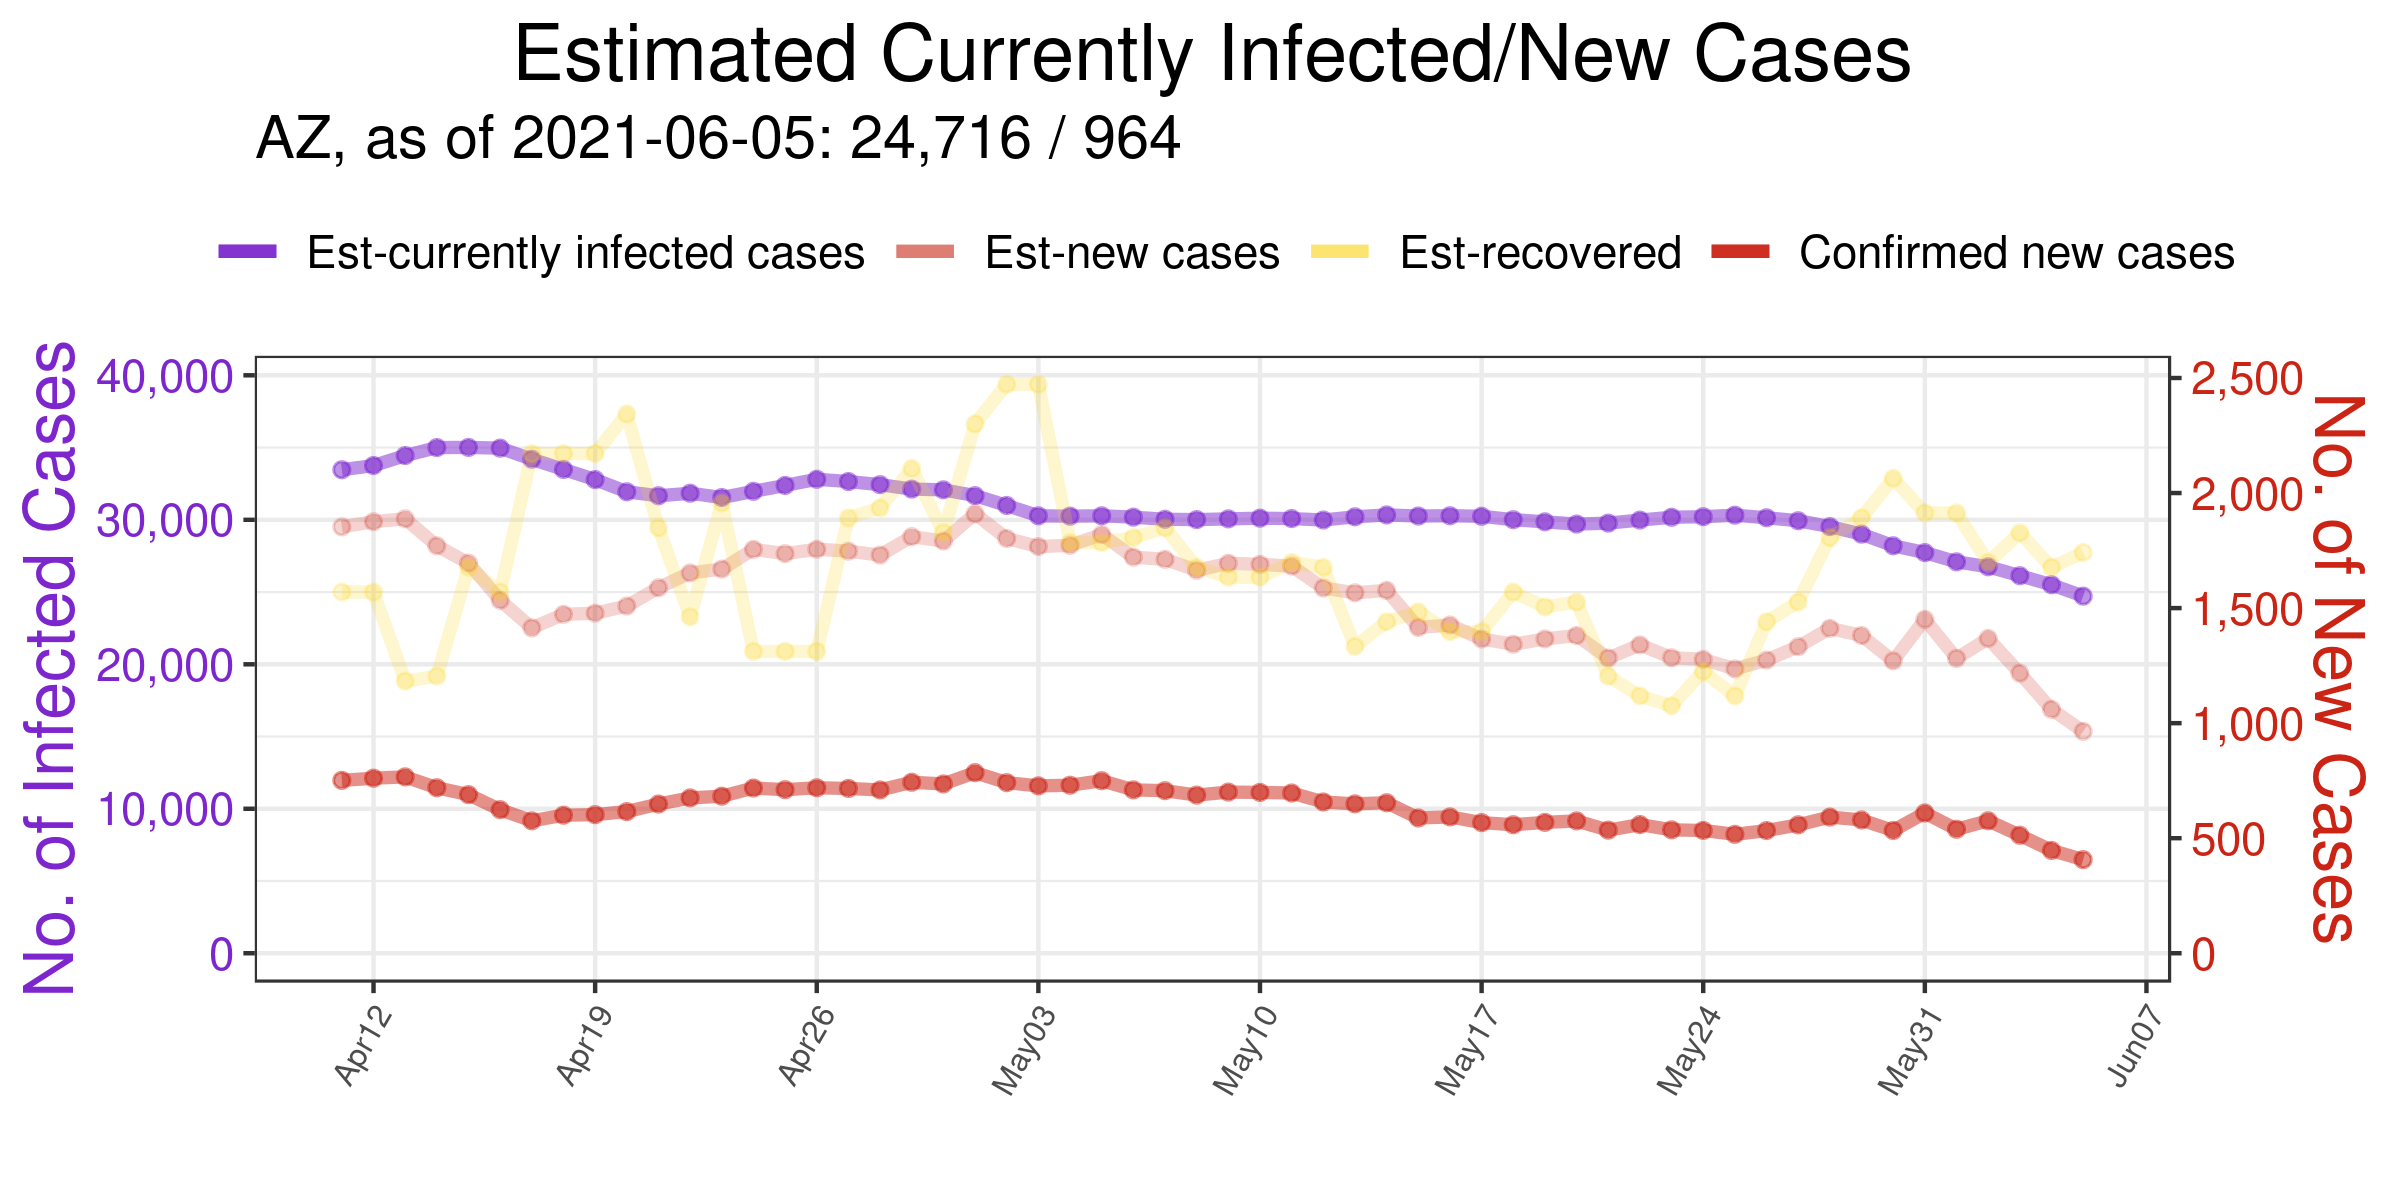 Estimated Currently Infected/New Cases
AZ, as of 2021-06-05: 24,716 / 964
Est-currently infected cases Est-new cases Est-recovered Confirmed new cases
No. of Infected Cases
40,000
30,000
20,000
10,000
0
2,500
2,000
1,500
1,000
500
0
No. of New Cases
Apr12 Apr19 Apr26 May03 May10 May17 May24 May31 Jun07